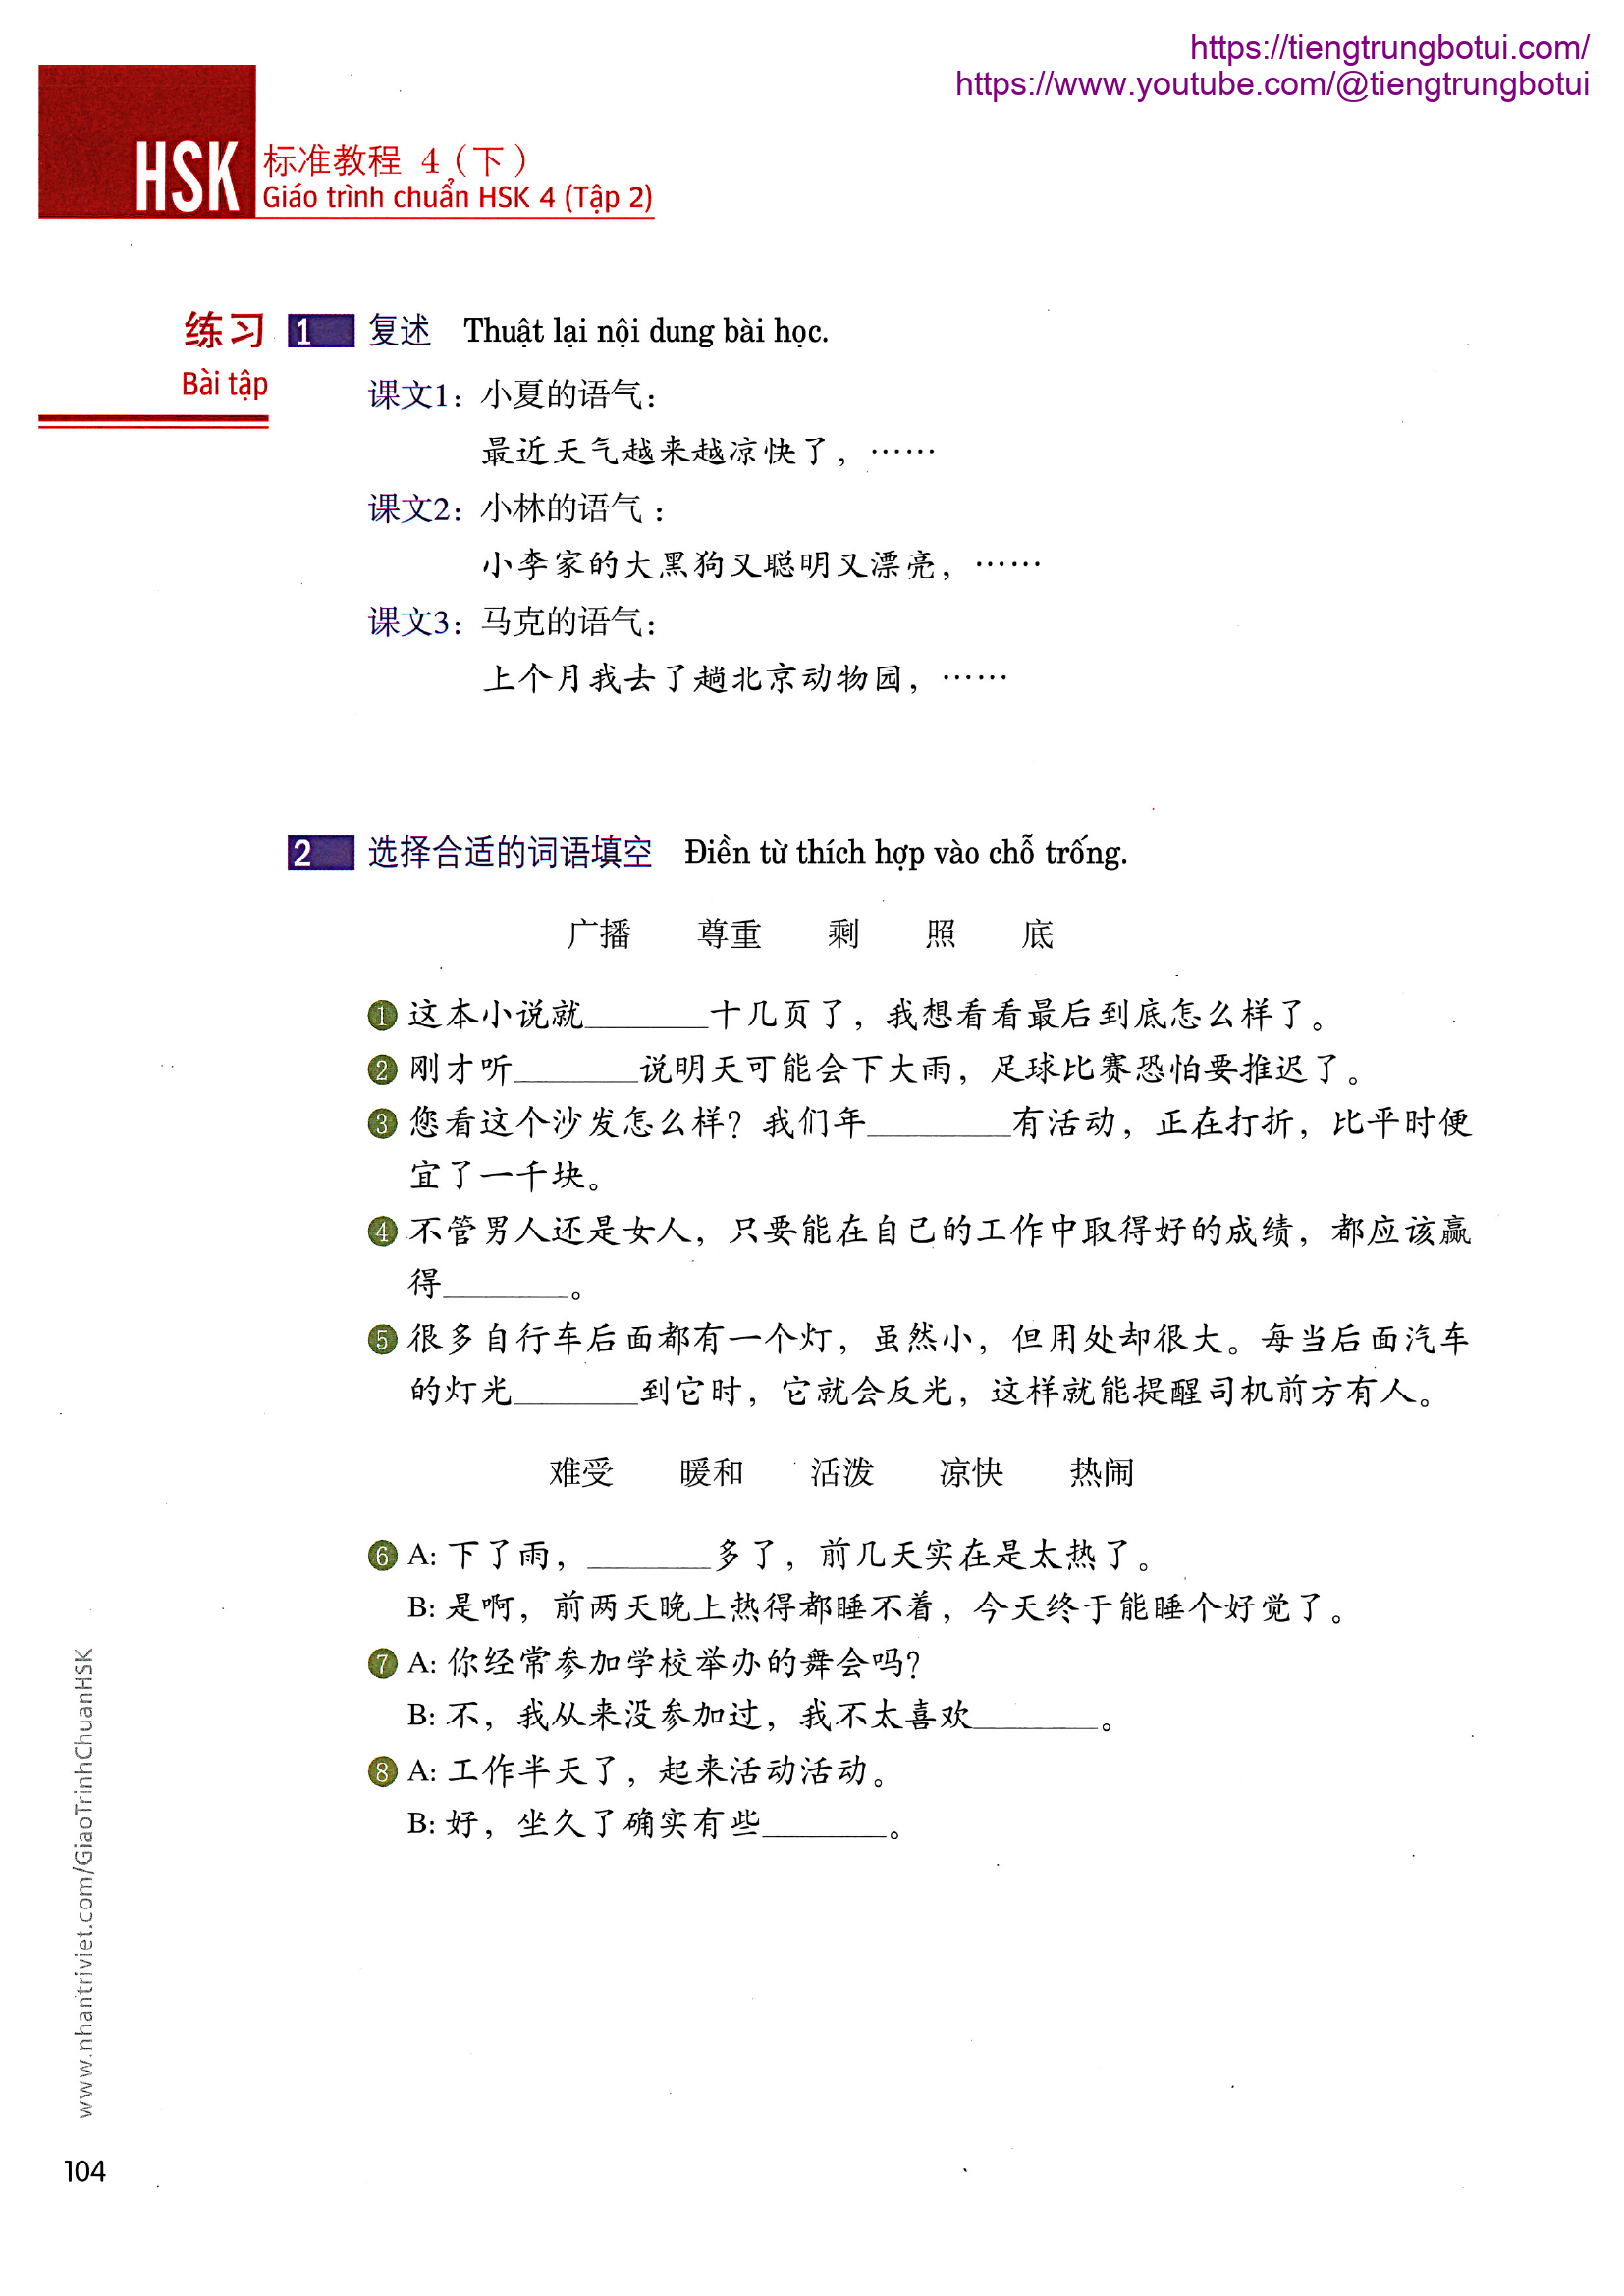 https://tiengtrungbotui.com/
https://www.youtube.com/@tiengtrungbotui
HSK 标准教程 4（下）
Giáo trình chuẩn HSK 4 (Tập 2)
练习 1 复述 Thuật lại nội dung bài học.
Bài tập
课文1：小夏的语气：
最近天气越来越凉快了，……
课文2：小林的语气：
小李家的大黑狗又聪明又漂亮，……
课文3：马克的语气：
上个月我去了趟北京动物园，……
2 选择合适的词语填空 Điền từ thích hợp vào chỗ trống.
广播 尊重 剩 照 底
1 这本小说就_______十几页了，我想看看最后到底怎么样了。
2 刚才听_______说明天可能会下大雨，足球比赛恐怕要推迟了。
3 您看这个沙发怎么样？我们年________有活动，正在打折，比平时便
宜了一千块。
4 不管男人还是女人，只要能在自己的工作中取得好的成绩，都应该赢
得_______。
5 很多自行车后面都有一个灯，虽然小，但用处却很大。每当后面汽车
的灯光_______到它时，它就会反光，这样就能提醒司机前方有人。
难受 暖和 活泼 凉快 热闹
6 A: 下了雨，_______多了，前几天实在是太热了。
B: 是啊，前两天晚上热得都睡不着，今天终于能睡个好觉了。
7 A: 你经常参加学校举办的舞会吗？
B: 不，我从来没参加过，我不太喜欢_______。
8 A: 工作半天了，起来活动活动。
B: 好，坐久了确实有些_______。
www.nhantriviet.com/GiaoTrinhChuanHSK
104